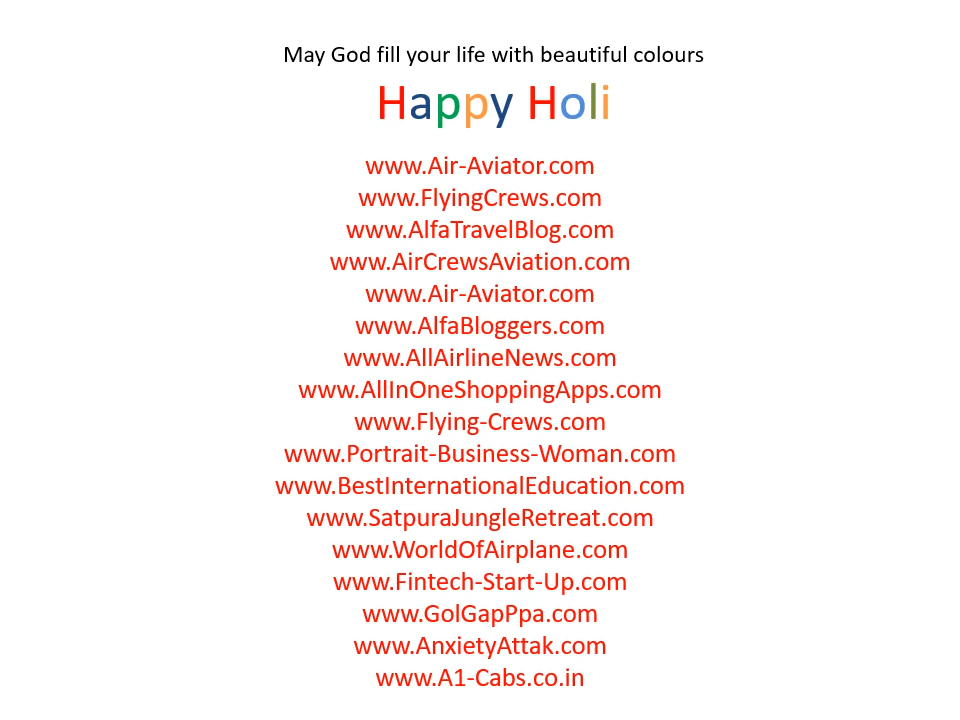 May God fill your life with beautiful colours
Happy Holi
www.Air-Aviator.com
www.FlyingCrews.com
www.AlfaTravelBlog.com
www.AirCrewsAviation.com
www.Air-Aviator.com
www.AlfaBloggers.com
www.AllAirlineNews.com
www.AllInOneShoppingApps.com
www.Flying-Crews.com
www.Portrait-Business-Woman.com
www.BestInternationalEducation.com
www.SatpuraJungleRetreat.com
www.WorldOfAirplane.com
www.Fintech-Start-Up.com
www.GolGapPpa.com
www.AnxietyAttak.com
www.A1-Cabs.co.in